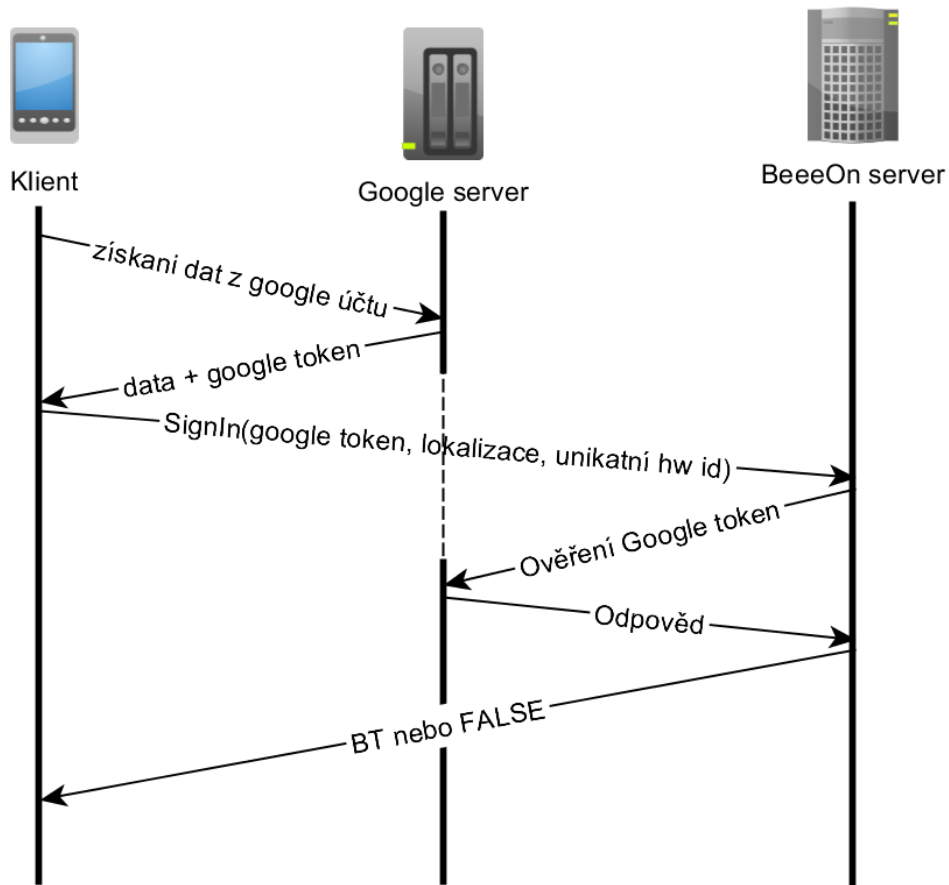 Klient
Google server
BeeeOn server
získani dat z google účtu
data + google token
SignIn(google token, lokalizace, unikatní hw id)
Ověření Google token
Odpověd
BT nebo FALSE